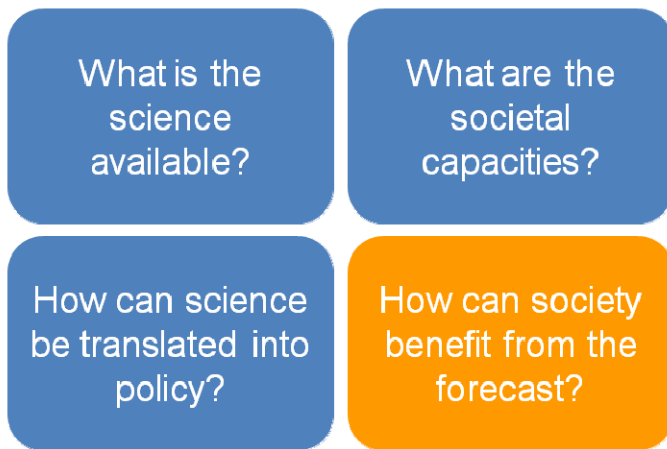 What is the
science
available?
What are the
societal
capacities?
How can science
be translated into
policy?
How can society
benefit from the
forecast?